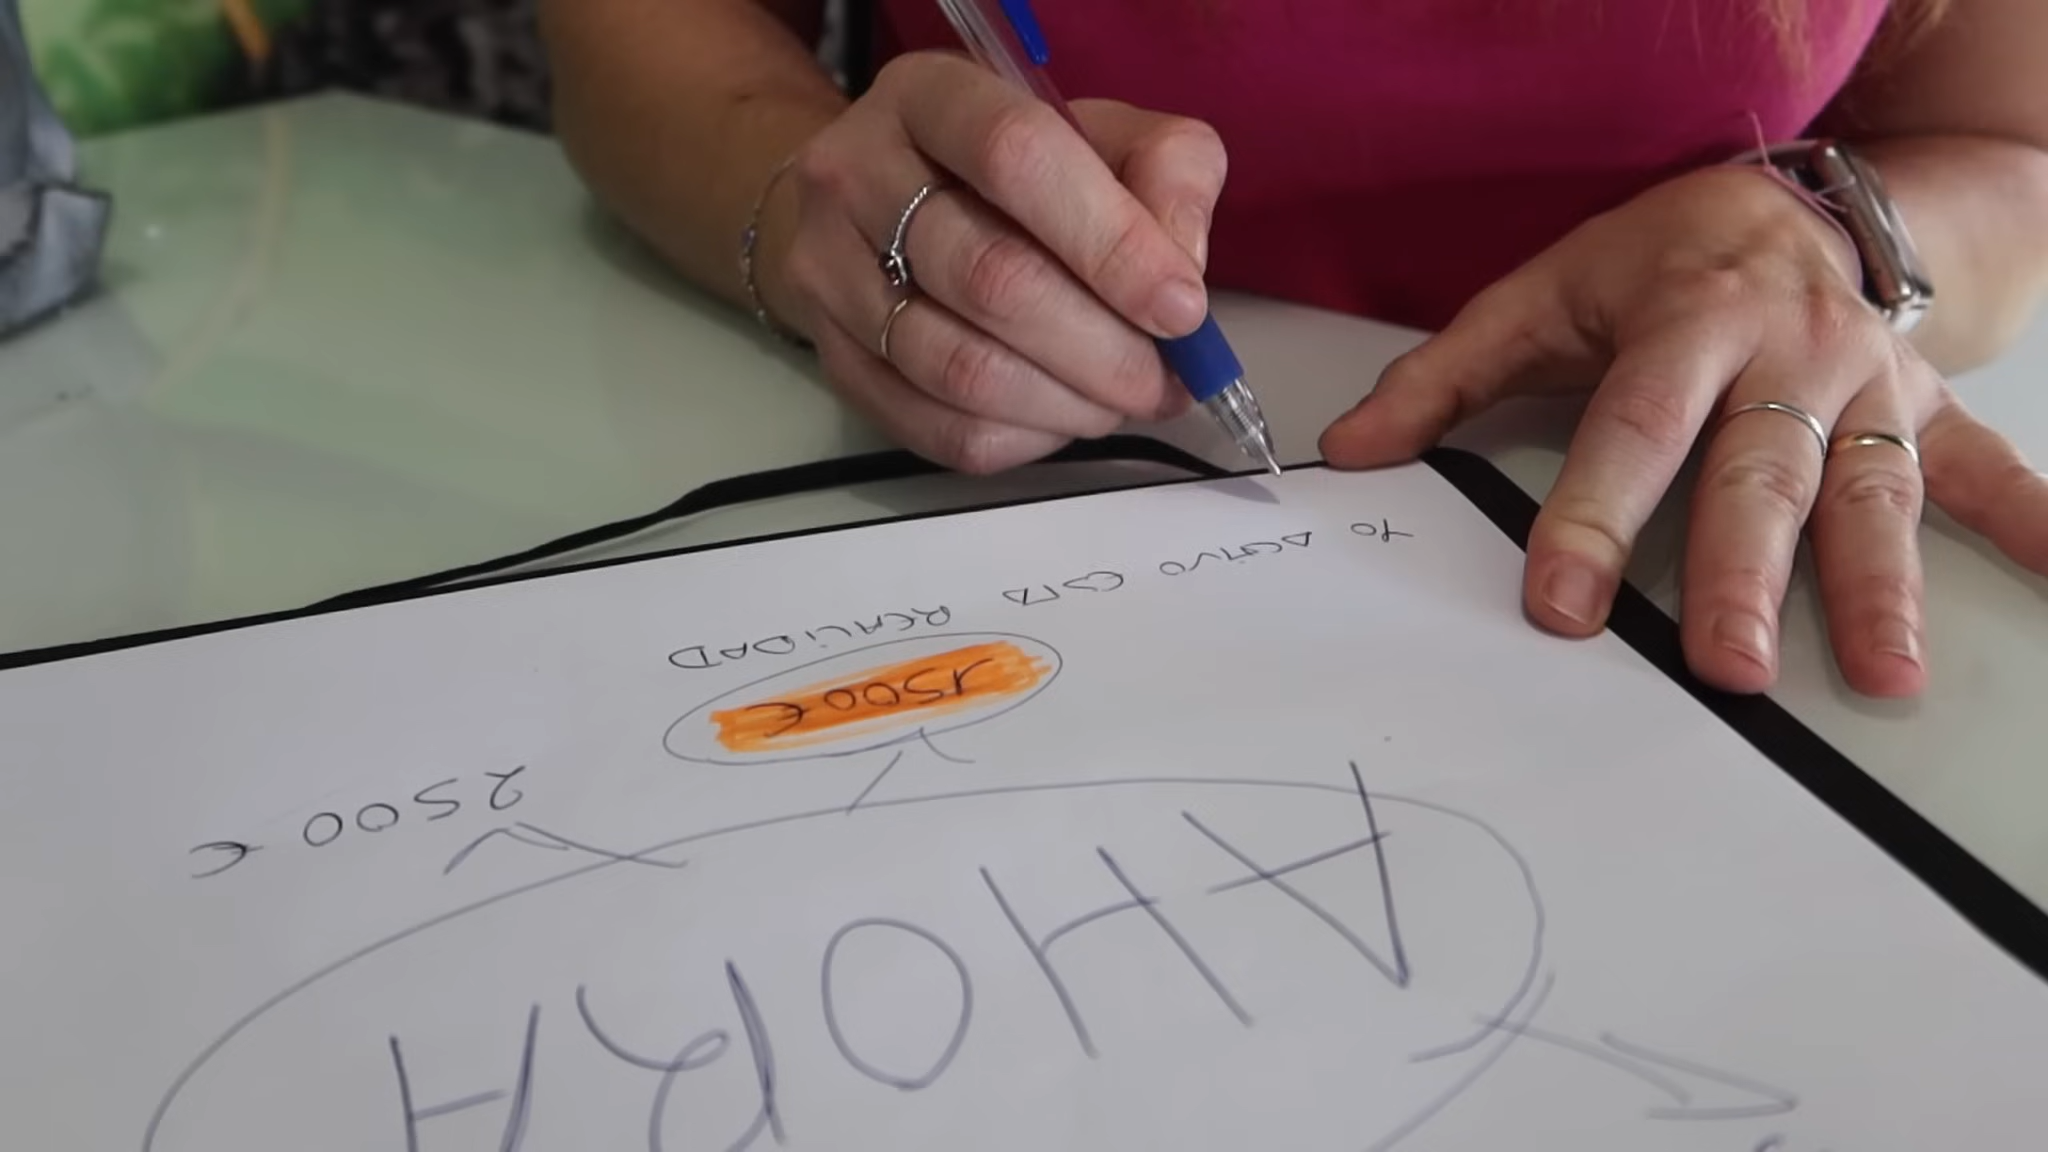 AHORA
2500 €
1500 €
YO ACTIVO ESTA REALIDAD